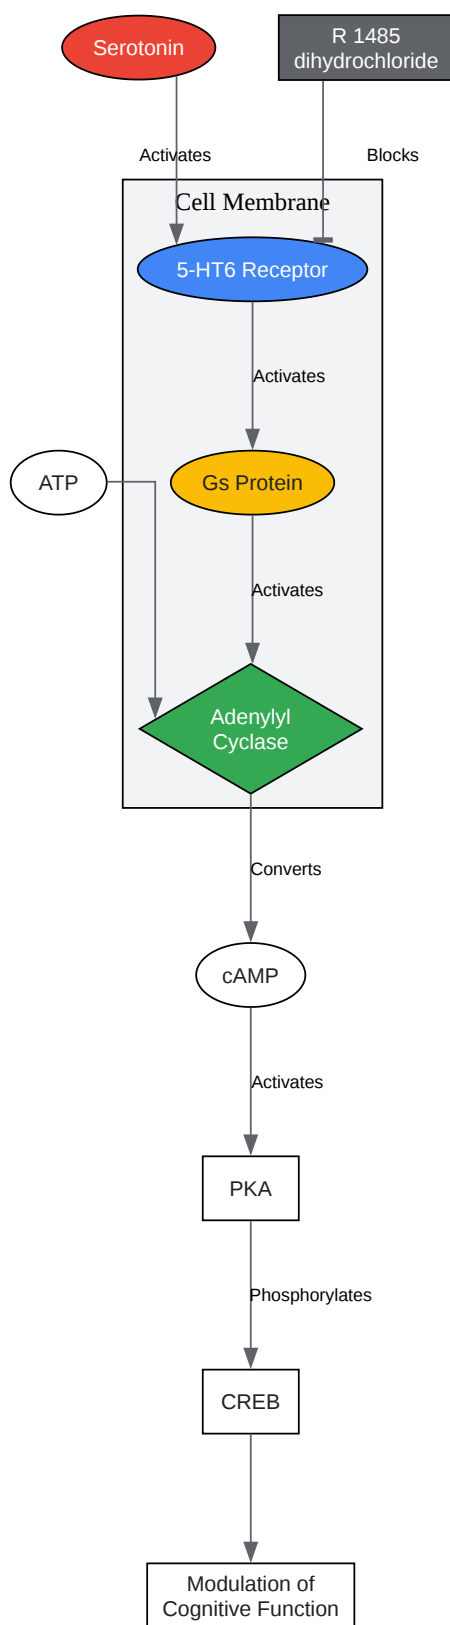 Serotonin
R 1485
dihydrochloride
Activates
Blocks
Cell Membrane
5-HT6 Receptor
Activates
ATP
Gs Protein
Activates
Adenylyl
Cyclase
Converts
cAMP
Activates
PKA
Phosphorylates
CREB
Modulation of
Cognitive Function